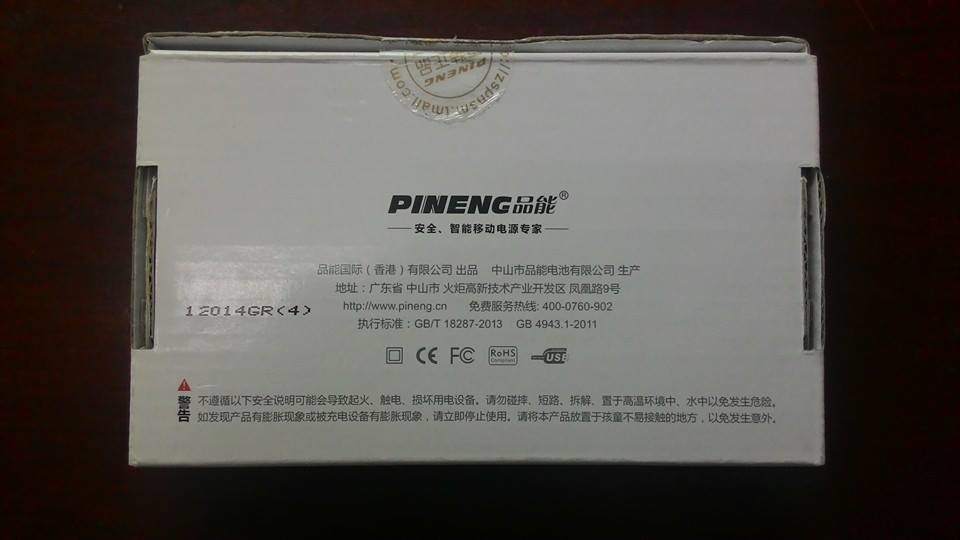 http://zspnsm.tmall.com
PINENG
PINENG品能®
安全、智能移动电源专家
品能国际（香港）有限公司 出品 中山市品能电池有限公司 生产
地址：广东省 中山市 火炬高新技术产业开发区 凤凰路9号
http://www.pineng.cn 免费服务热线: 400-0760-902
12014GR(4)
执行标准：GB/T 18287-2013 GB 4943.1-2011
CE FC RoHS Compliant USB
警告
不遵循以下安全说明可能会导致起火、触电、损坏用电设备。请勿碰撞、短路、拆解、置于高温环境中、水中以免发生危险。
如发现产品有膨胀现象或被充电设备有膨胀现象，请立即停止使用。请将本产品放置于孩童不易接触的地方，以免发生意外。